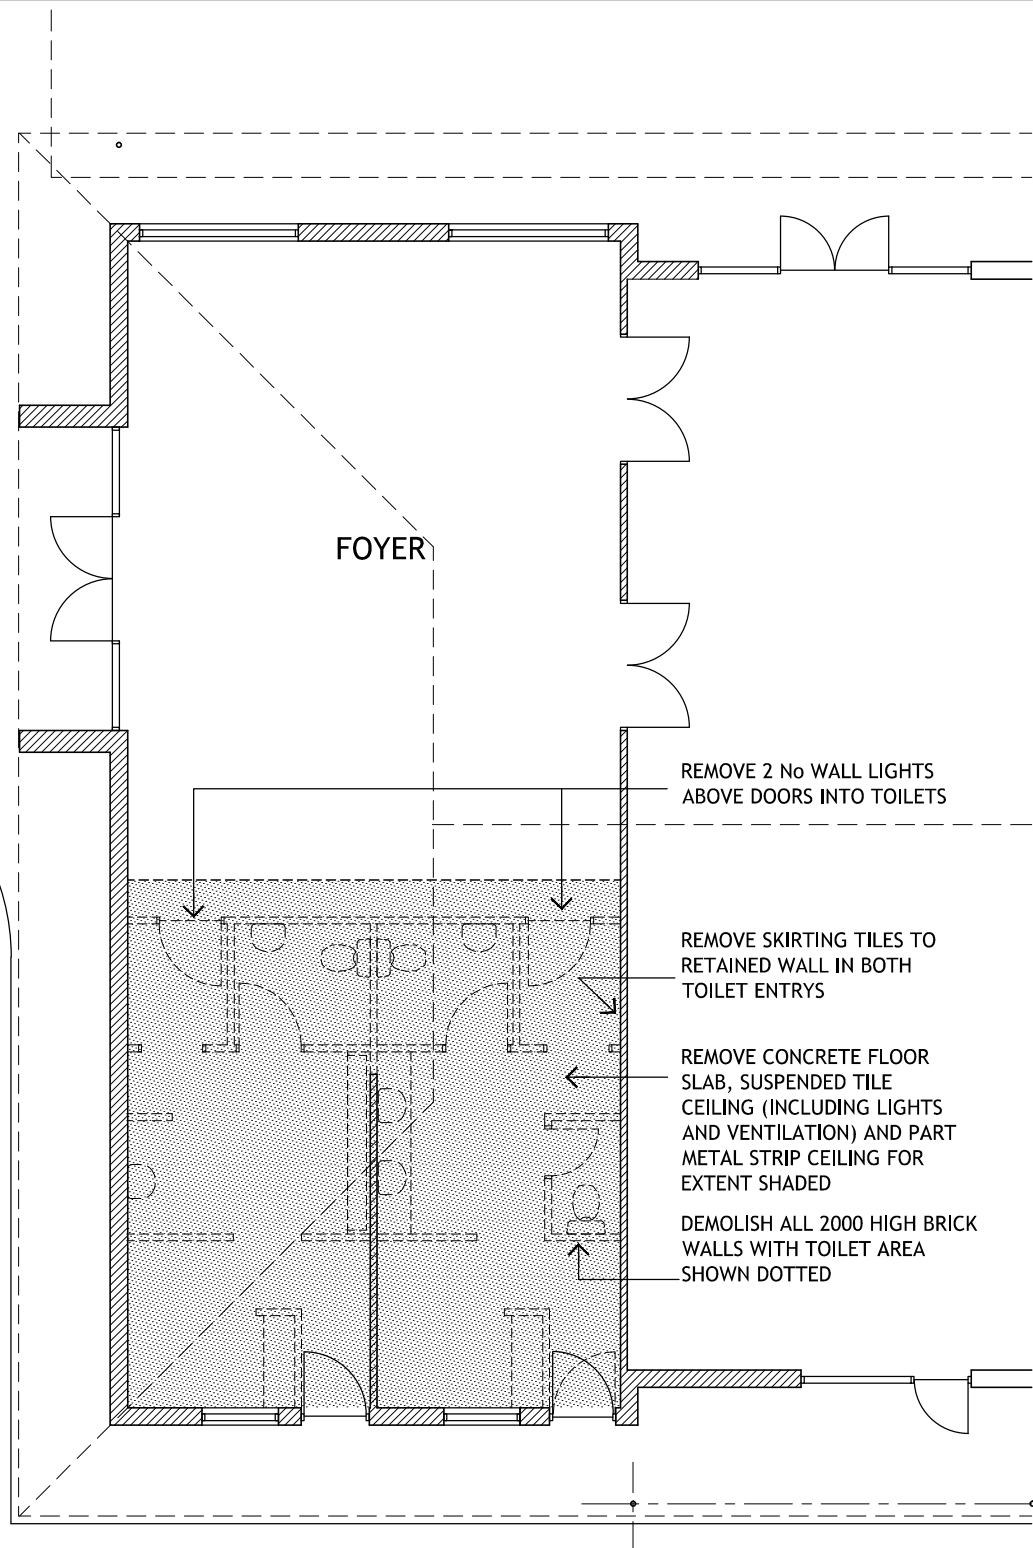 FOYER
REMOVE 2 No WALL LIGHTS
ABOVE DOORS INTO TOILETS
REMOVE SKIRTING TILES TO
RETAINED WALL IN BOTH
TOILET ENTRYS
REMOVE CONCRETE FLOOR
SLAB, SUSPENDED TILE
CEILING (INCLUDING LIGHTS
AND VENTILATION) AND PART
METAL STRIP CEILING FOR
EXTENT SHADED
DEMOLISH ALL 2000 HIGH BRICK
WALLS WITH TOILET AREA
SHOWN DOTTED